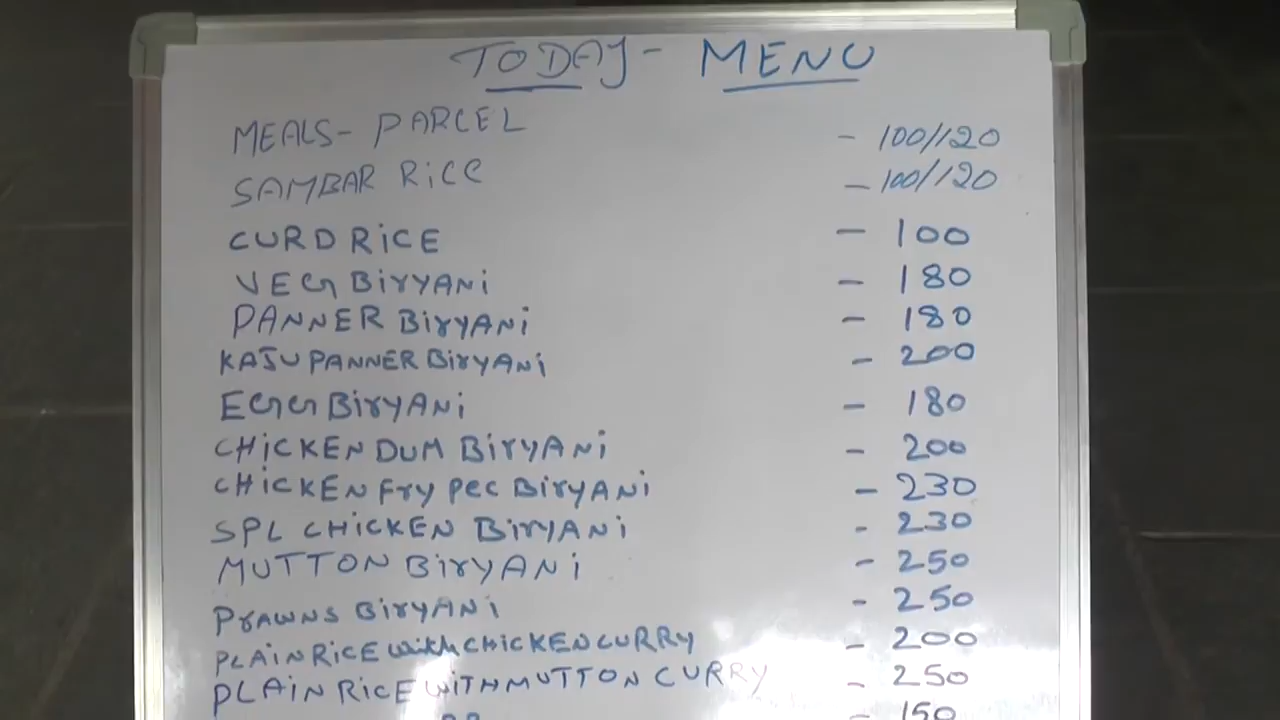 TODAY - MENU
MEALS - PARCEL - 100/120
SAMBAR RiCE - 100/120
CURD RiCE - 100
VEG BirYANi - 180
PANNER BirYANi - 180
KAJU PANNER BirYANi - 200
EGG BirYANi - 180
CHiCKEN DUM BirYANi - 200
CHiCKEN Fry PEC BirYANi - 230
SPL CHiCKEN BirYANi - 230
MUTTON BirYANi - 250
PrAWNS BirYANi - 250
PLAiN RiCE with CHiCKEN CURRY - 200
PLAiN RiCE WiTH MUTTON CURRY - 250
- 150